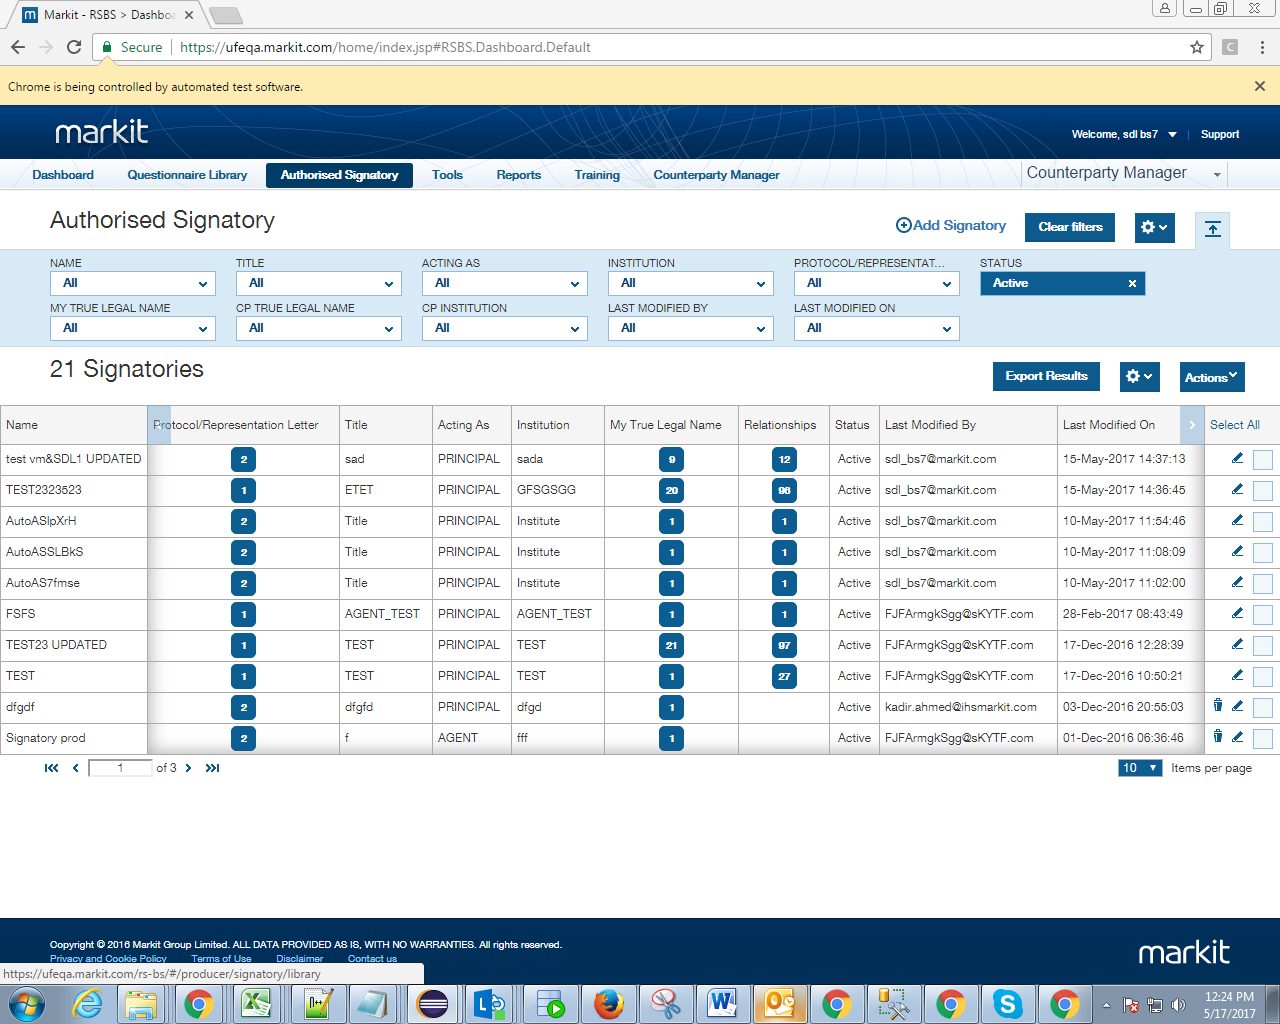 Markit - RSBS > Dashboa
Secure https://ufeqa.markit.com/home/index.jsp#RSBS.Dashboard.Default
Chrome is being controlled by automated test software.
markit
Welcome, sdl bs7 Support
Dashboard Questionnaire Library Authorised Signatory Tools Reports Training Counterparty Manager Counterparty Manager
Authorised Signatory
Add Signatory Clear filters
NAME TITLE ACTING AS INSTITUTION PROTOCOL/REPRESENTAT... STATUS
All All All All All Active
MY TRUE LEGAL NAME CP TRUE LEGAL NAME CP INSTITUTION LAST MODIFIED BY LAST MODIFIED ON
All All All All All
21 Signatories
Export Results Actions
Name Protocol/Representation Letter Title Acting As Institution My True Legal Name Relationships Status Last Modified By Last Modified On Select All
test vm&SDL1 UPDATED 2 sad PRINCIPAL sada 9 12 Active sdl_bs7@markit.com 15-May-2017 14:37:13
TEST2323523 1 ETET PRINCIPAL GFSGSGG 20 96 Active sdl_bs7@markit.com 15-May-2017 14:36:45
AutoASIpXrH 2 Title PRINCIPAL Institute 1 1 Active sdl_bs7@markit.com 10-May-2017 11:54:46
AutoASSLBkS 2 Title PRINCIPAL Institute 1 1 Active sdl_bs7@markit.com 10-May-2017 11:08:09
AutoAS7fmse 2 Title PRINCIPAL Institute 1 1 Active sdl_bs7@markit.com 10-May-2017 11:02:00
FSFS 1 AGENT_TEST PRINCIPAL AGENT_TEST 1 1 Active FJFArmgkSgg@sKYTF.com 28-Feb-2017 08:43:49
TEST23 UPDATED 1 TEST PRINCIPAL TEST 21 97 Active FJFArmgkSgg@sKYTF.com 17-Dec-2016 12:28:39
TEST 1 TEST PRINCIPAL TEST 1 27 Active FJFArmgkSgg@sKYTF.com 17-Dec-2016 10:50:21
dfgdf 2 dfgfd PRINCIPAL dfgd 1 Active kadir.ahmed@ihsmarkit.com 03-Dec-2016 20:55:03
Signatory prod 2 f AGENT fff 1 Active FJFArmgkSgg@sKYTF.com 01-Dec-2016 06:36:46
1 of 3 10 Items per page
Copyright © 2016 Markit Group Limited. ALL DATA PROVIDED AS IS, WITH NO WARRANTIES. All rights reserved.
Privacy and Cookie Policy Terms of Use Disclaimer Contact us
markit
https://ufeqa.markit.com/rs-bs/#/producer/signatory/library
12:24 PM
5/17/2017